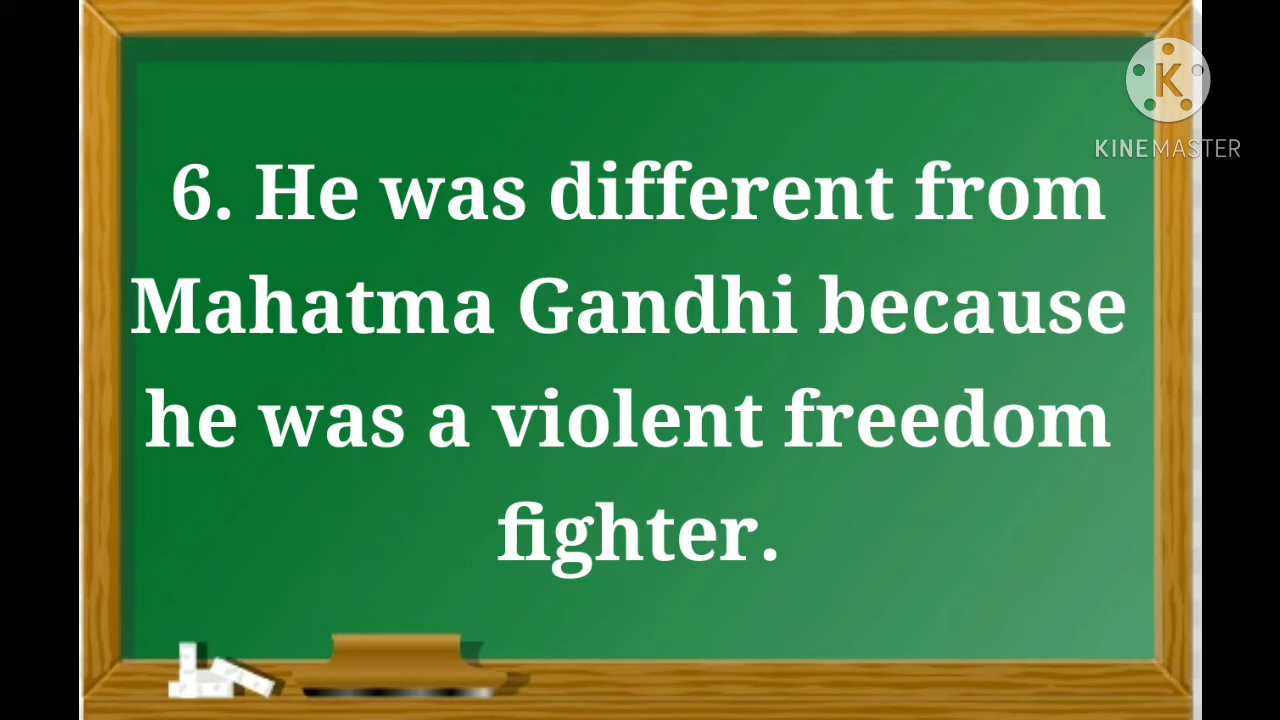 6. He was different from
Mahatma Gandhi because
he was a violent freedom
fighter.
K
KINEMASTER